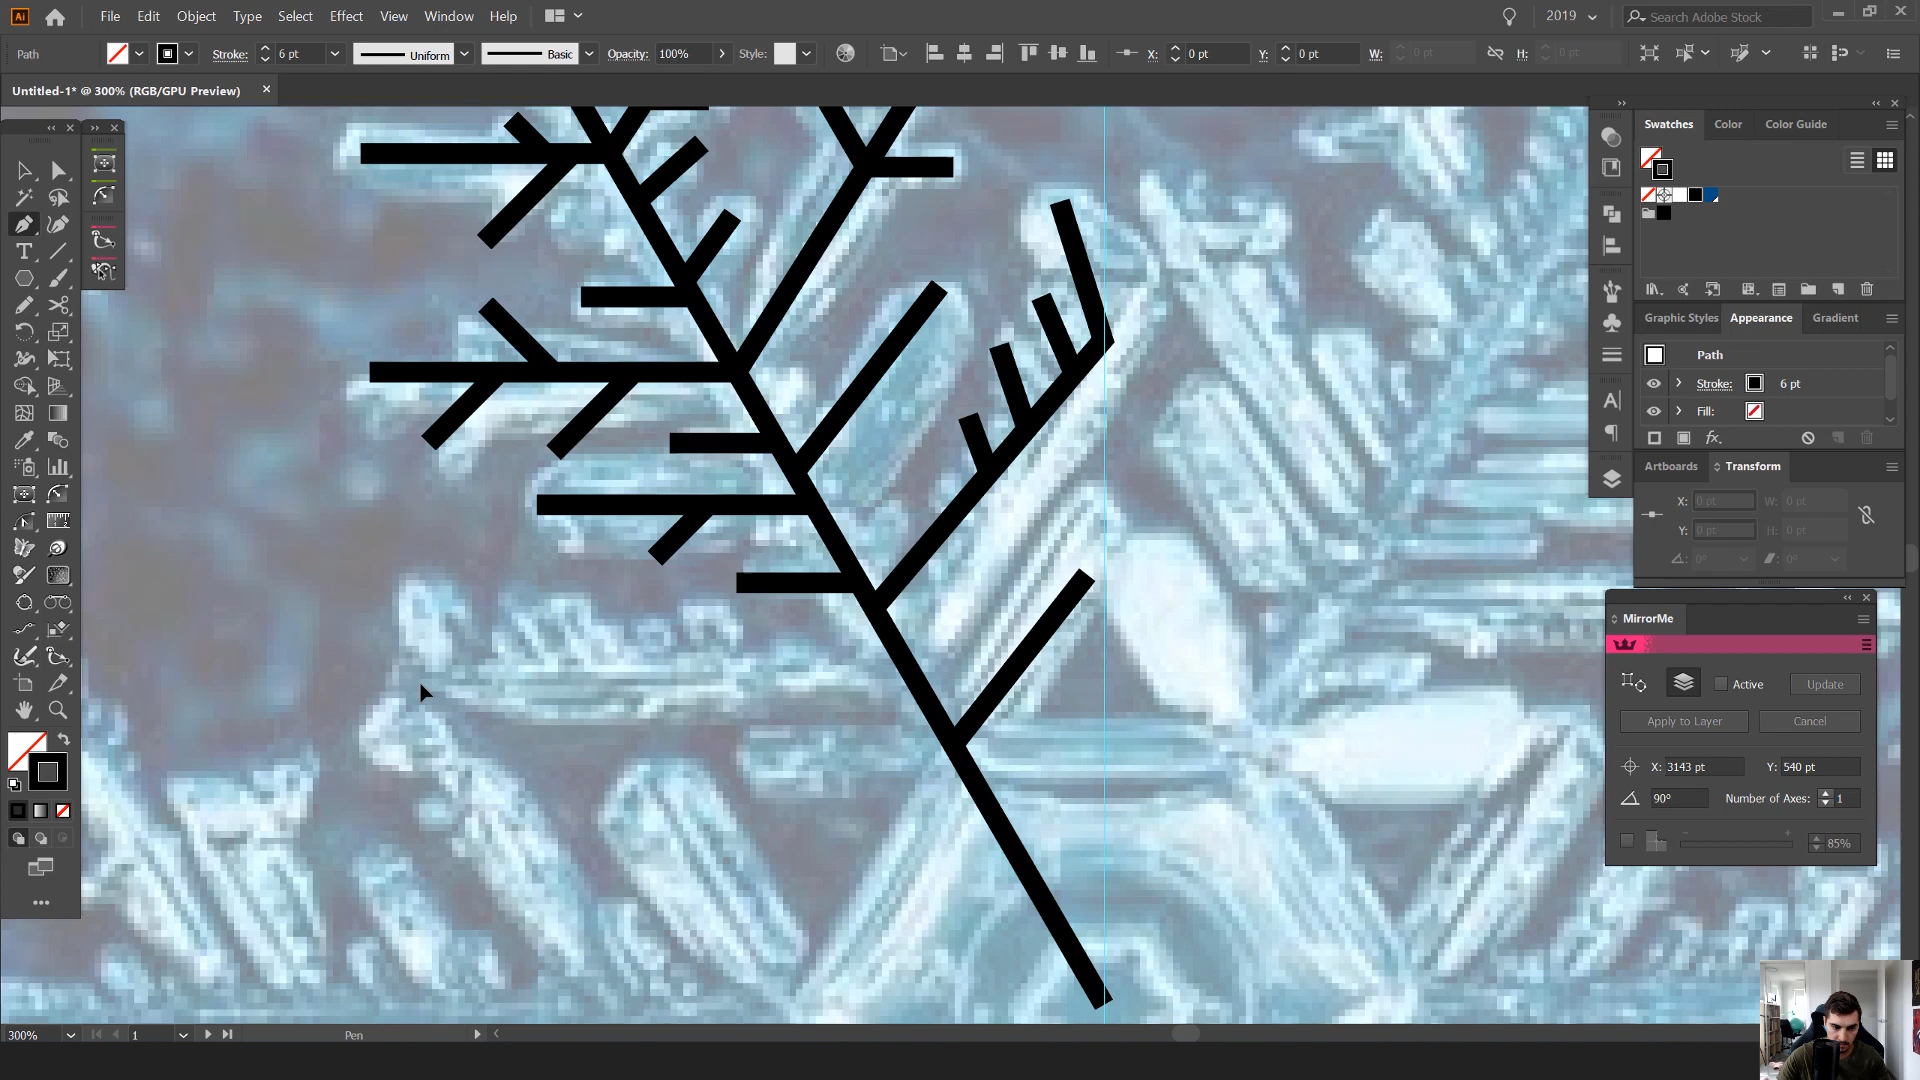 Ai File Edit Object Type Select Effect View Window Help 2019 Search Adobe Stock
Path Stroke: 6 pt Uniform Basic Opacity: 100% Style: X: 0 pt Y: 0 pt W: 0 pt H: 0 pt
Untitled-1* @ 300% (RGB/GPU Preview)
Swatches Color Color Guide
Graphic Styles Appearance Gradient
Path
Stroke: 6 pt
Fill:
fx
Artboards Transform
X: 0 pt W: 0 pt
Y: 0 pt H: 0 pt
0° 0°
MirrorMe
Active Update
Apply to Layer Cancel
X: 3143 pt Y: 540 pt
90° Number of Axes: 1
85%
300% 1 Pen